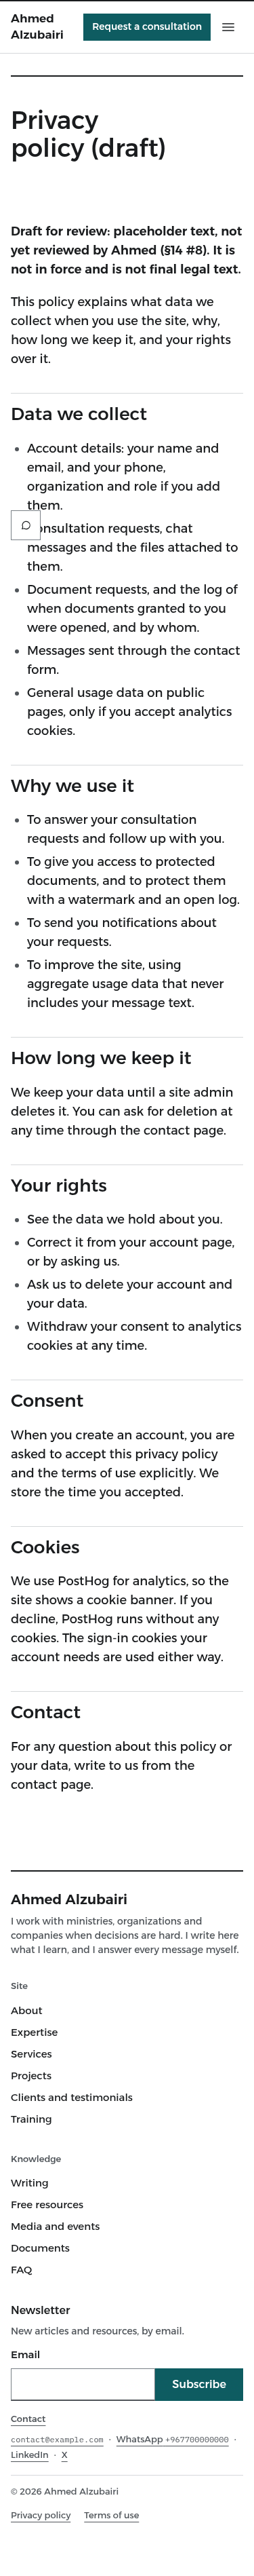 Ahmed
Alzubairi
Request a consultation
Privacy
policy (draft)
Draft for review: placeholder text, not
yet reviewed by Ahmed (§14 #8). It is
not in force and is not final legal text.
This policy explains what data we
collect when you use the site, why,
how long we keep it, and your rights
over it.
Data we collect
Account details: your name and
email, and your phone,
organization and role if you add
them.
onsultation requests, chat
messages and the files attached to
them.
Document requests, and the log of
when documents granted to you
were opened, and by whom.
Messages sent through the contact
form.
General usage data on public
pages, only if you accept analytics
cookies.
Why we use it
To answer your consultation
requests and follow up with you.
To give you access to protected
documents, and to protect them
with a watermark and an open log.
To send you notifications about
your requests.
To improve the site, using
aggregate usage data that never
includes your message text.
How long we keep it
We keep your data until a site admin
deletes it. You can ask for deletion at
any time through the contact page.
Your rights
See the data we hold about you.
Correct it from your account page,
or by asking us.
Ask us to delete your account and
your data.
Withdraw your consent to analytics
cookies at any time.
Consent
When you create an account, you are
asked to accept this privacy policy
and the terms of use explicitly. We
store the time you accepted.
Cookies
We use PostHog for analytics, so the
site shows a cookie banner. If you
decline, PostHog runs without any
cookies. The sign-in cookies your
account needs are used either way.
Contact
For any question about this policy or
your data, write to us from the
contact page.
Ahmed Alzubairi
I work with ministries, organizations and
companies when decisions are hard. I write here
what I learn, and I answer every message myself.
Site
About
Expertise
Services
Projects
Clients and testimonials
Training
Knowledge
Writing
Free resources
Media and events
Documents
FAQ
Newsletter
New articles and resources, by email.
Email
Subscribe
Contact
contact@example.com · WhatsApp +967700000000 ·
LinkedIn · X
© 2026 Ahmed Alzubairi
Privacy policy Terms of use